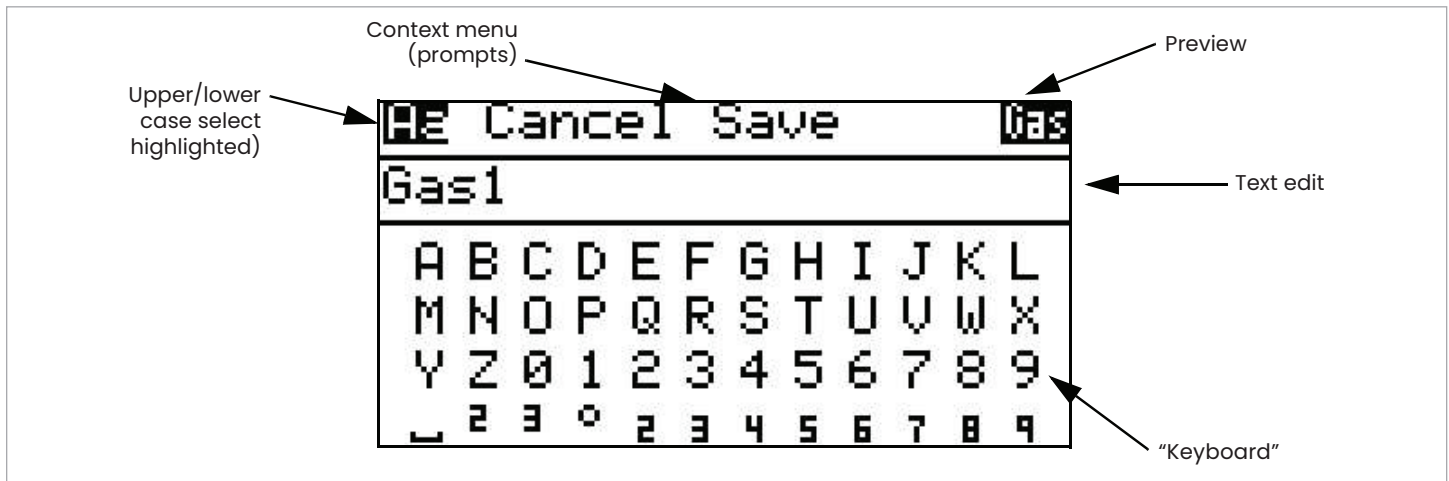 Context menu
(prompts)
Preview
Upper/lower
case select
highlighted)
Cancel Save
Gas1
Text edit
A B C D E F G H I J K L
M N O P Q R S T U V W X
Y Z 0 1 2 3 4 5 6 7 8 9
␣ ² ³ ° ₂ ₃ ₄ ₅ ₆ ₇ ₈ ₉
“Keyboard”